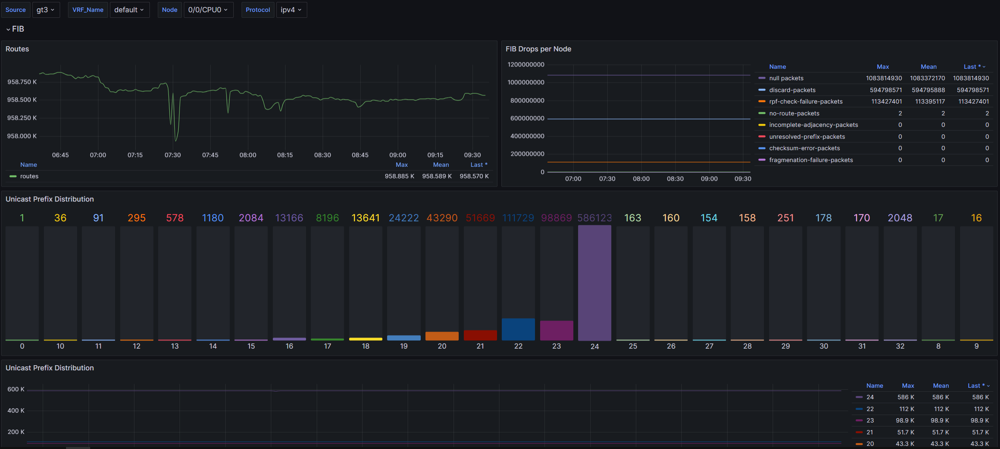 Source gt3 VRF_Name default Node 0/0/CPU0 Protocol ipv4
FIB
Routes
958.750 K
958.500 K
958.250 K
958.000 K
06:45 07:00 07:15 07:30 07:45 08:00 08:15 08:30 08:45 09:00 09:15 09:30
Name Max Mean Last *
routes 958.885 K 958.589 K 958.570 K
FIB Drops per Node
1200000000
1000000000
800000000
600000000
400000000
200000000
0
07:00 07:30 08:00 08:30 09:00 09:30
Name Max Mean Last *
null packets 1083814930 1083372170 1083814930
discard-packets 594798571 594795888 594798571
rpf-check-failure-packets 113427401 113395117 113427401
no-route-packets 2 2 2
incomplete-adjacency-packets 0 0 0
unresolved-prefix-packets 0 0 0
checksum-error-packets 0 0 0
fragmenation-failure-packets 0 0 0
Unicast Prefix Distribution
1 36 91 295 578 1180 2084 13166 8196 13641 24222 43290 51669 111729 98869 586123 163 160 154 158 251 178 170 2048 17 16
0 10 11 12 13 14 15 16 17 18 19 20 21 22 23 24 25 26 27 28 29 30 31 32 8 9
Unicast Prefix Distribution
600 K
400 K
200 K
Name Max Mean Last *
24 586 K 586 K 586 K
22 112 K 112 K 112 K
23 98.9 K 98.9 K 98.9 K
21 51.7 K 51.7 K 51.7 K
20 43.3 K 43.3 K 43.3 K